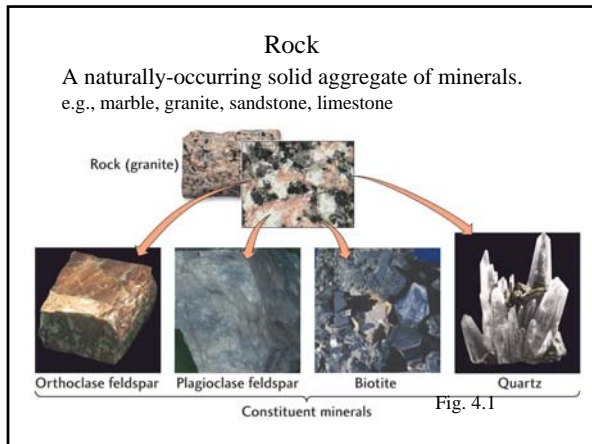 Rock
A naturally-occurring solid aggregate of minerals.
e.g., marble, granite, sandstone, limestone
Rock (granite)
Orthoclase feldspar
Plagioclase feldspar
Biotite
Quartz
Constituent minerals
Fig. 4.1